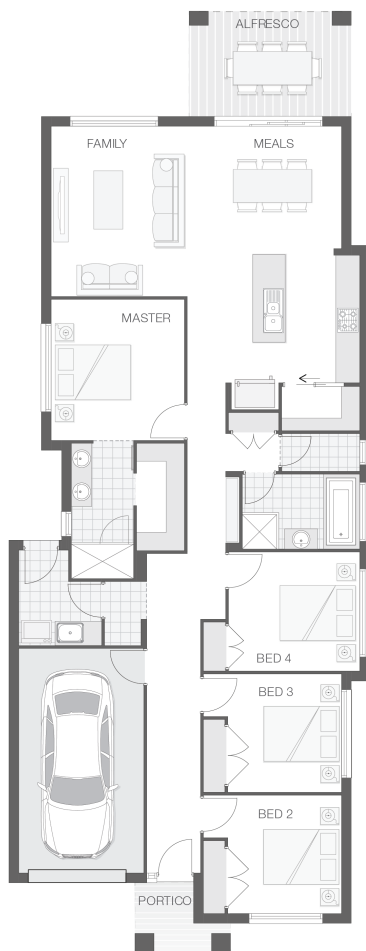 ALFRESCO
FAMILY
MEALS
MASTER
BED 4
BED 3
BED 2
PORTICO